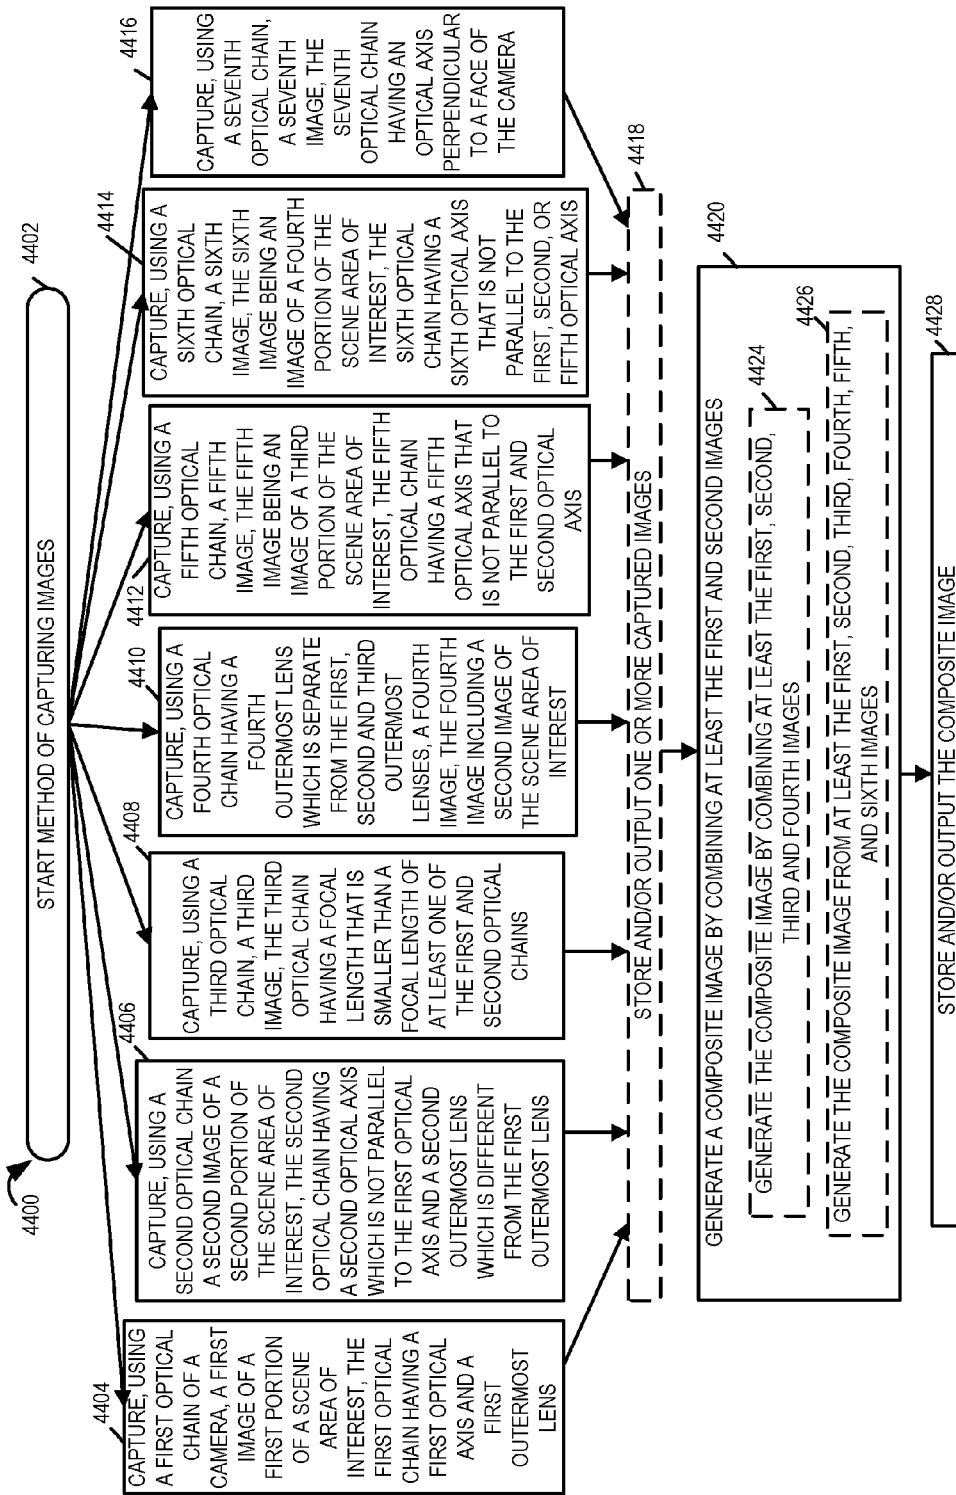 4400
START METHOD OF CAPTURING IMAGES
4402
4404
CAPTURE, USING
A FIRST OPTICAL
CHAIN OF A
CAMERA, A FIRST
IMAGE OF A
FIRST PORTION
OF A SCENE
AREA OF
INTEREST, THE
FIRST OPTICAL
CHAIN HAVING A
FIRST OPTICAL
AXIS AND A
FIRST
OUTERMOST
LENS
4406
CAPTURE, USING A
SECOND OPTICAL CHAIN
A SECOND IMAGE OF A
SECOND PORTION OF
THE SCENE AREA OF
INTEREST, THE SECOND
OPTICAL CHAIN HAVING
A SECOND OPTICAL AXIS
WHICH IS NOT PARALLEL
TO THE FIRST OPTICAL
AXIS AND A SECOND
OUTERMOST LENS
WHICH IS DIFFERENT
FROM THE FIRST
OUTERMOST LENS
4408
CAPTURE, USING A
THIRD OPTICAL
CHAIN, A THIRD
IMAGE, THE THIRD
OPTICAL CHAIN
HAVING A FOCAL
LENGTH THAT IS
SMALLER THAN A
FOCAL LENGTH OF
AT LEAST ONE OF
THE FIRST AND
SECOND OPTICAL
CHAINS
4410
CAPTURE, USING A
FOURTH OPTICAL
CHAIN HAVING A
FOURTH
OUTERMOST LENS
WHICH IS SEPARATE
FROM THE FIRST,
SECOND AND THIRD
OUTERMOST
LENSES, A FOURTH
IMAGE, THE FOURTH
IMAGE INCLUDING A
SECOND IMAGE OF
THE SCENE AREA OF
INTEREST
4412
CAPTURE, USING A
FIFTH OPTICAL
CHAIN, A FIFTH
IMAGE, THE FIFTH
IMAGE BEING AN
IMAGE OF A THIRD
PORTION OF THE
SCENE AREA OF
INTEREST, THE FIFTH
OPTICAL CHAIN
HAVING A FIFTH
OPTICAL AXIS THAT
IS NOT PARALLEL TO
THE FIRST AND
SECOND OPTICAL
AXIS
4414
CAPTURE, USING A
SIXTH OPTICAL
CHAIN, A SIXTH
IMAGE, THE SIXTH
IMAGE BEING AN
IMAGE OF A FOURTH
PORTION OF THE
SCENE AREA OF
INTEREST, THE
SIXTH OPTICAL
CHAIN HAVING A
SIXTH OPTICAL AXIS
THAT IS NOT
PARALLEL TO THE
FIRST, SECOND, OR
FIFTH OPTICAL AXIS
4416
CAPTURE, USING
A SEVENTH
OPTICAL CHAIN,
A SEVENTH
IMAGE, THE
SEVENTH
OPTICAL CHAIN
HAVING AN
OPTICAL AXIS
PERPENDICULAR
TO A FACE OF
THE CAMERA
4418
STORE AND/OR OUTPUT ONE OR MORE CAPTURED IMAGES
4420
GENERATE A COMPOSITE IMAGE BY COMBINING AT LEAST THE FIRST AND SECOND IMAGES
4424
GENERATE THE COMPOSITE IMAGE BY COMBINING AT LEAST THE FIRST, SECOND,
THIRD AND FOURTH IMAGES
4426
GENERATE THE COMPOSITE IMAGE FROM AT LEAST THE FIRST, SECOND, THIRD, FOURTH, FIFTH,
AND SIXTH IMAGES
4428
STORE AND/OR OUTPUT THE COMPOSITE IMAGE